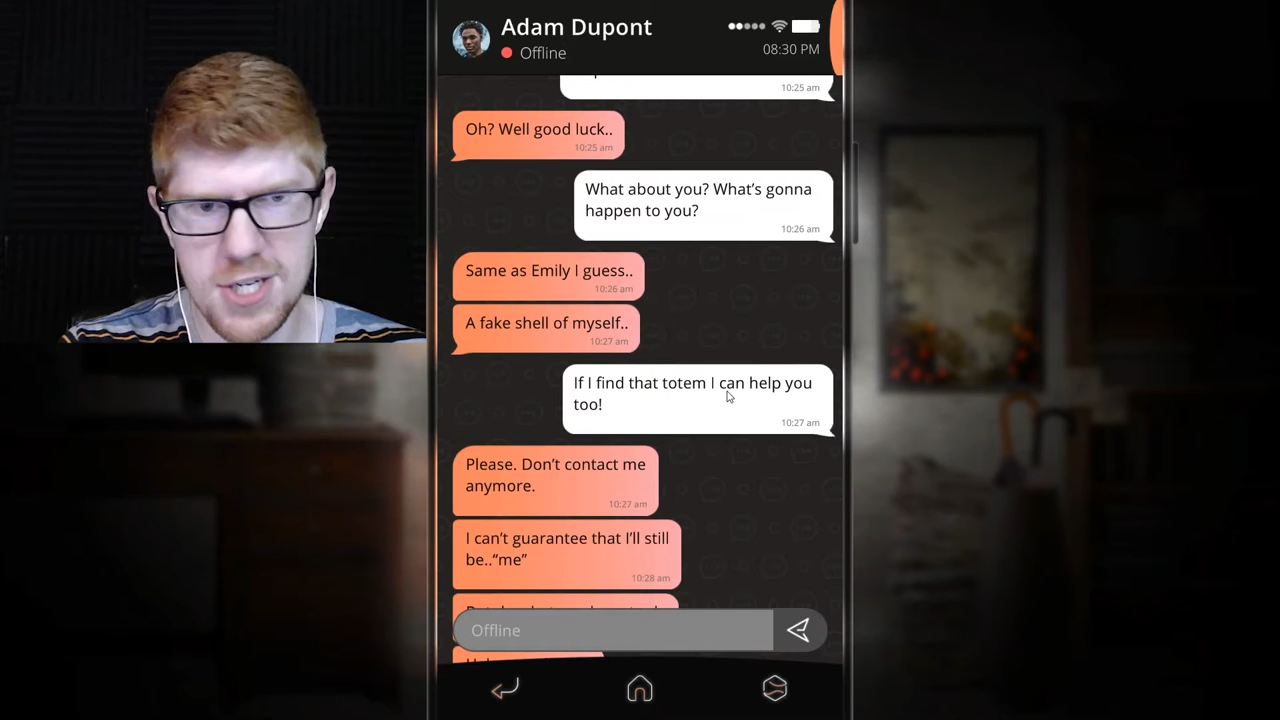 Adam Dupont
Offline
08:30 PM
10:25 am
Oh? Well good luck..
10:25 am
What about you? What's gonna
happen to you?
10:26 am
Same as Emily I guess..
10:26 am
A fake shell of myself..
10:27 am
If I find that totem I can help you
too!
10:27 am
Please. Don't contact me
anymore.
10:27 am
I can't guarantee that I'll still
be..“me”
10:28 am
Offline